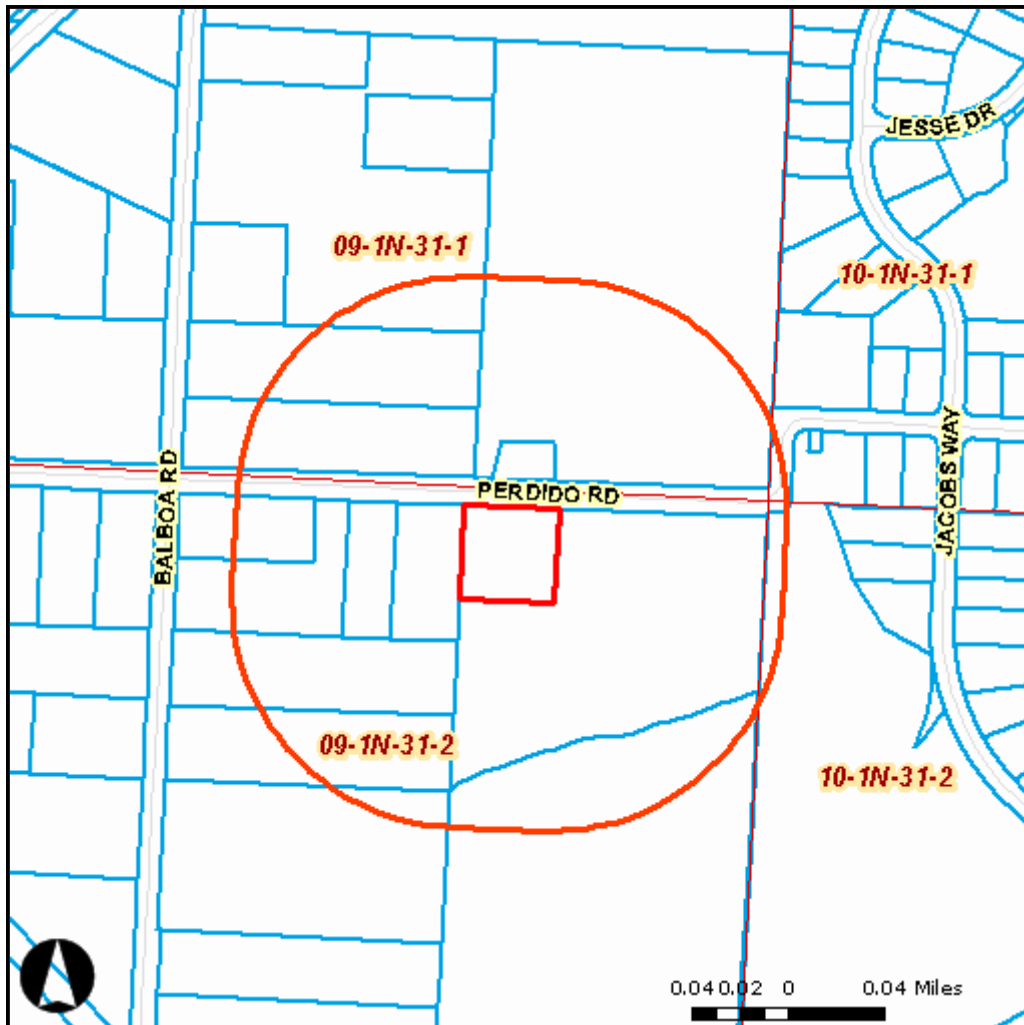 JESSE DR
09-1N-31-1
10-1N-31-1
JACOBS WAY
BALBOA RD
PERDIDO RD
09-1N-31-2
10-1N-31-2
0.04 0.02 0 0.04 Miles